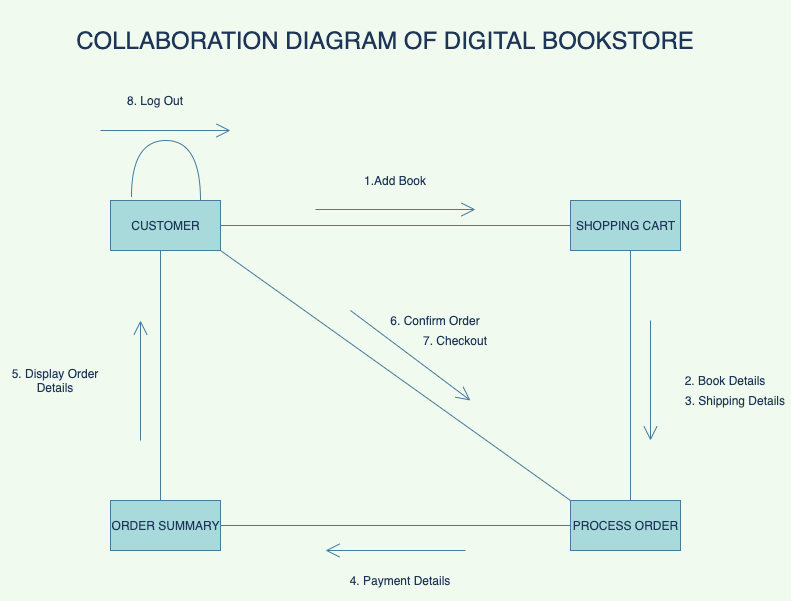 COLLABORATION DIAGRAM OF DIGITAL BOOKSTORE
8. Log Out
1.Add Book
CUSTOMER
SHOPPING CART
6. Confirm Order
7. Checkout
5. Display Order
Details
2. Book Details
3. Shipping Details
ORDER SUMMARY
PROCESS ORDER
4. Payment Details